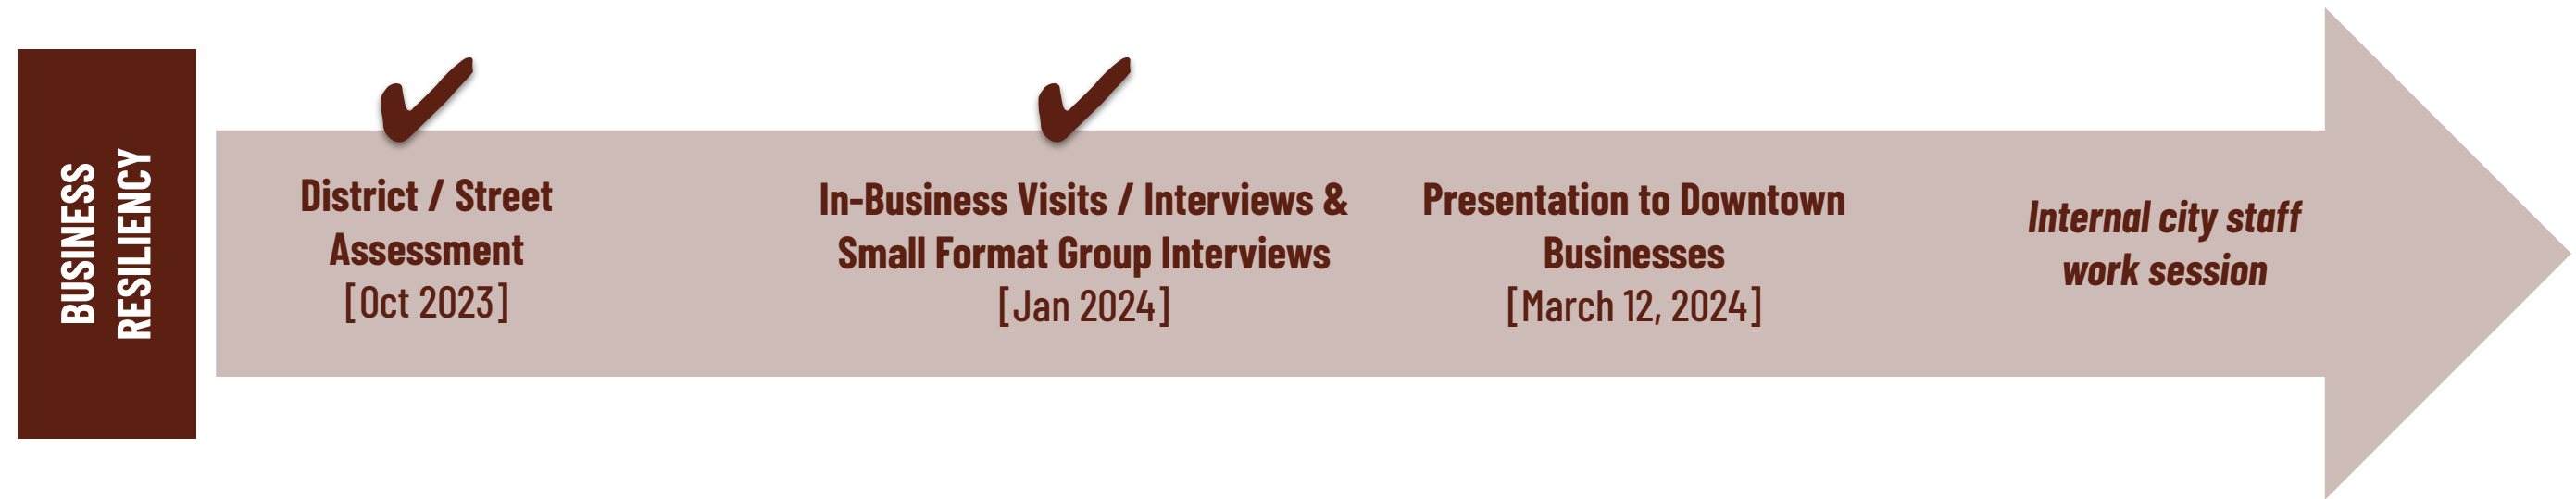 BUSINESS
RESILIENCY
District / Street
Assessment
[Oct 2023]
In-Business Visits / Interviews &
Small Format Group Interviews
[Jan 2024]
Presentation to Downtown
Businesses
[March 12, 2024]
Internal city staff
work session